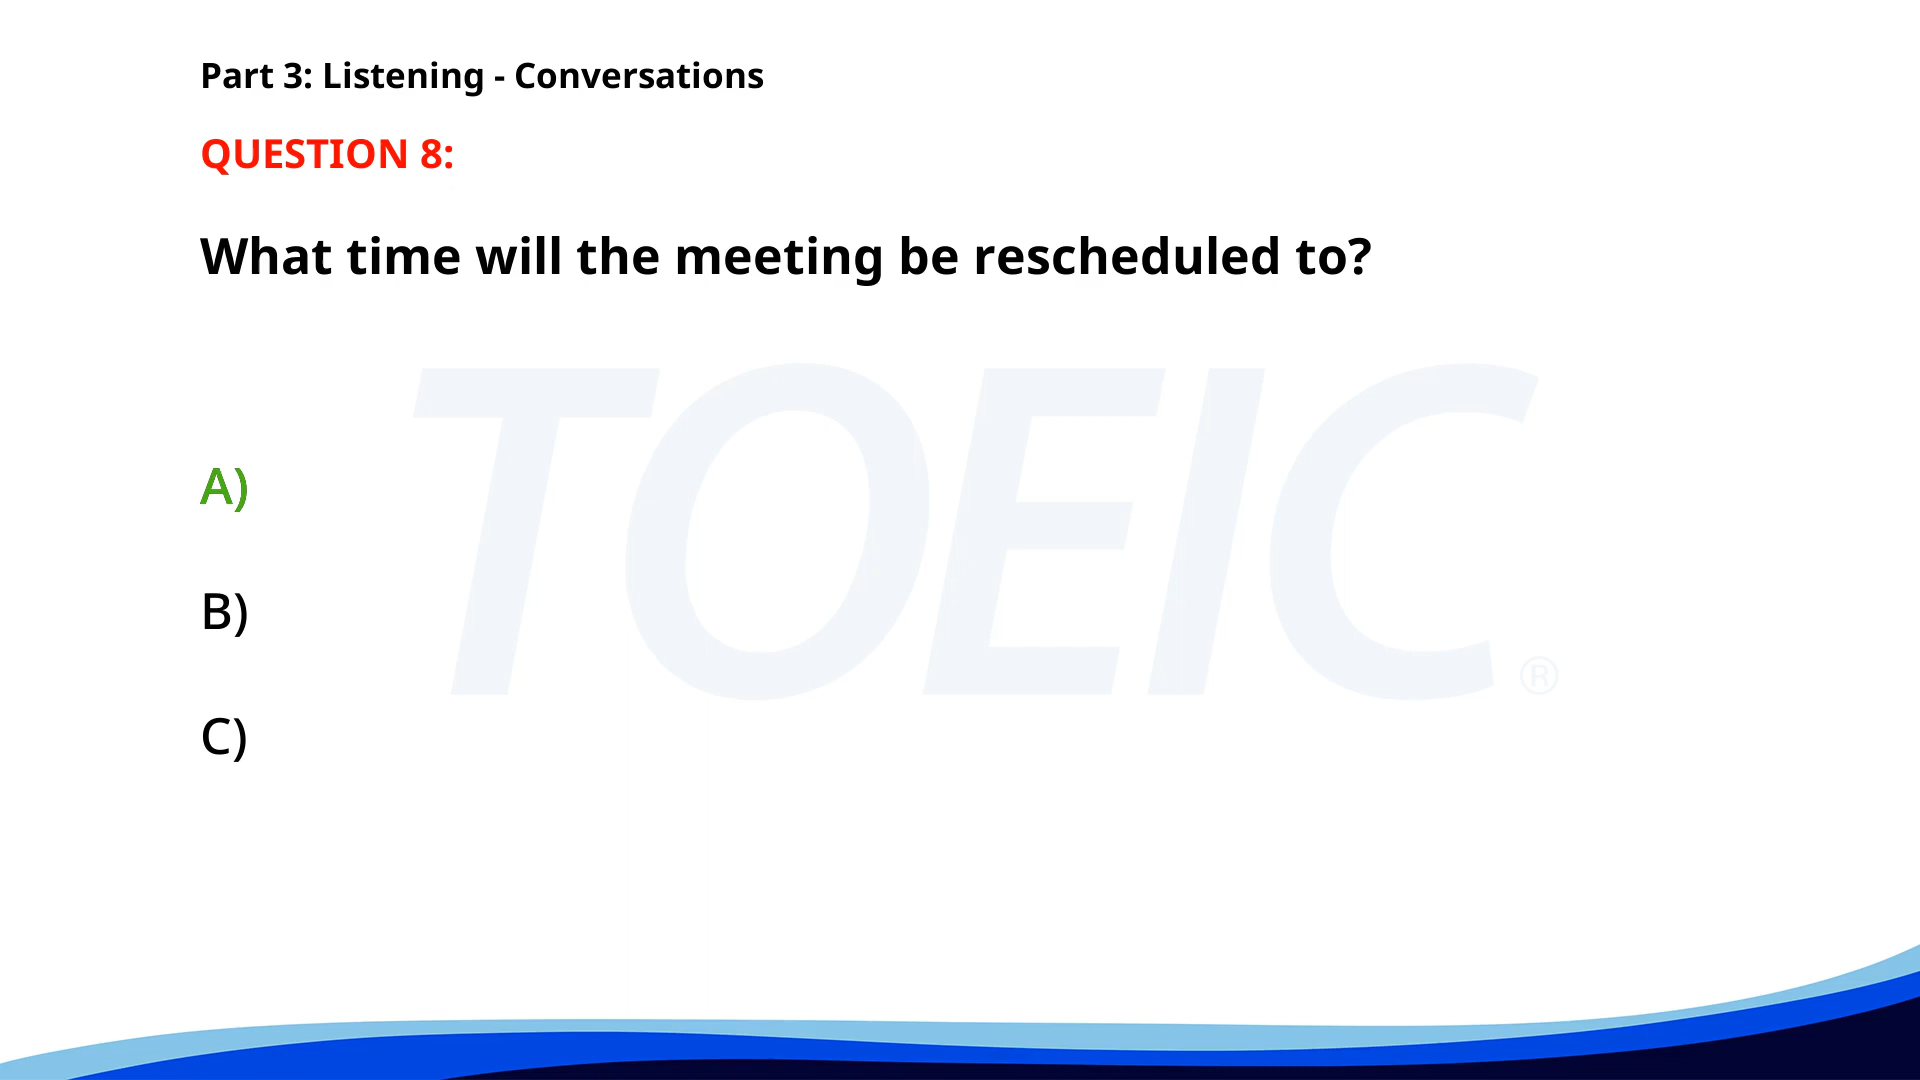 Part 3: Listening - Conversations
QUESTION 8:
What time will the meeting be rescheduled to?
TOEIC®
A)
B)
C)